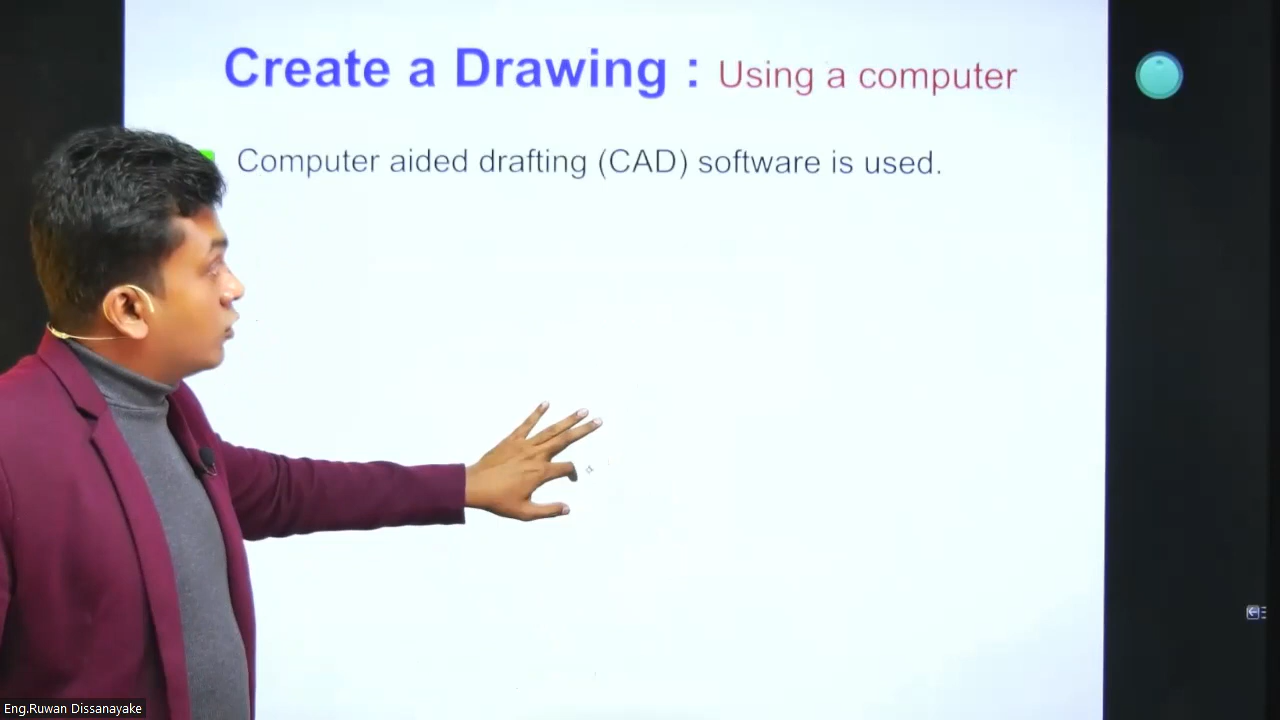 Create a Drawing : Using a computer
Computer aided drafting (CAD) software is used.
Eng.Ruwan Dissanayake